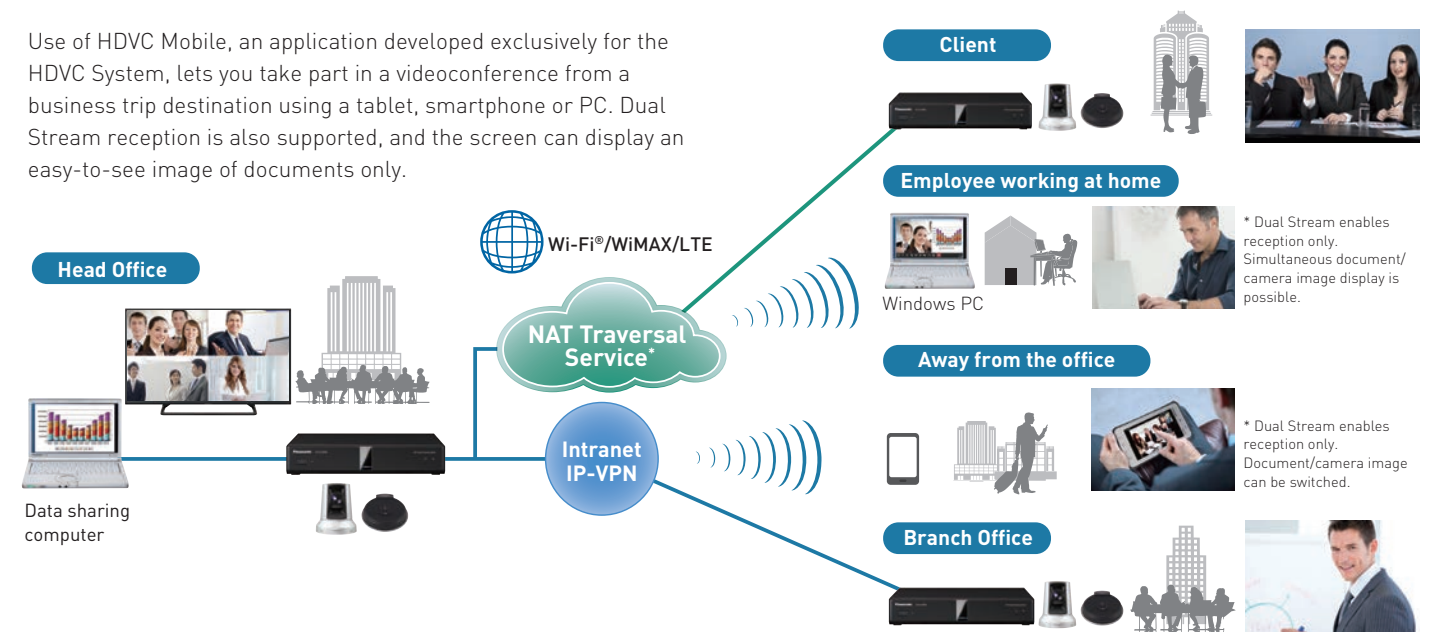 Use of HDVC Mobile, an application developed exclusively for the
HDVC System, lets you take part in a videoconference from a
business trip destination using a tablet, smartphone or PC. Dual
Stream reception is also supported, and the screen can display an
easy-to-see image of documents only.
Head Office
Data sharing
computer
Panasonic
Wi-Fi®/WiMAX/LTE
NAT Traversal
Service*
Intranet
IP-VPN
Client
Panasonic
Employee working at home
Windows PC
* Dual Stream enables
reception only.
Simultaneous document/
camera image display is
possible.
Away from the office
* Dual Stream enables
reception only.
Document/camera image
can be switched.
Branch Office
Panasonic